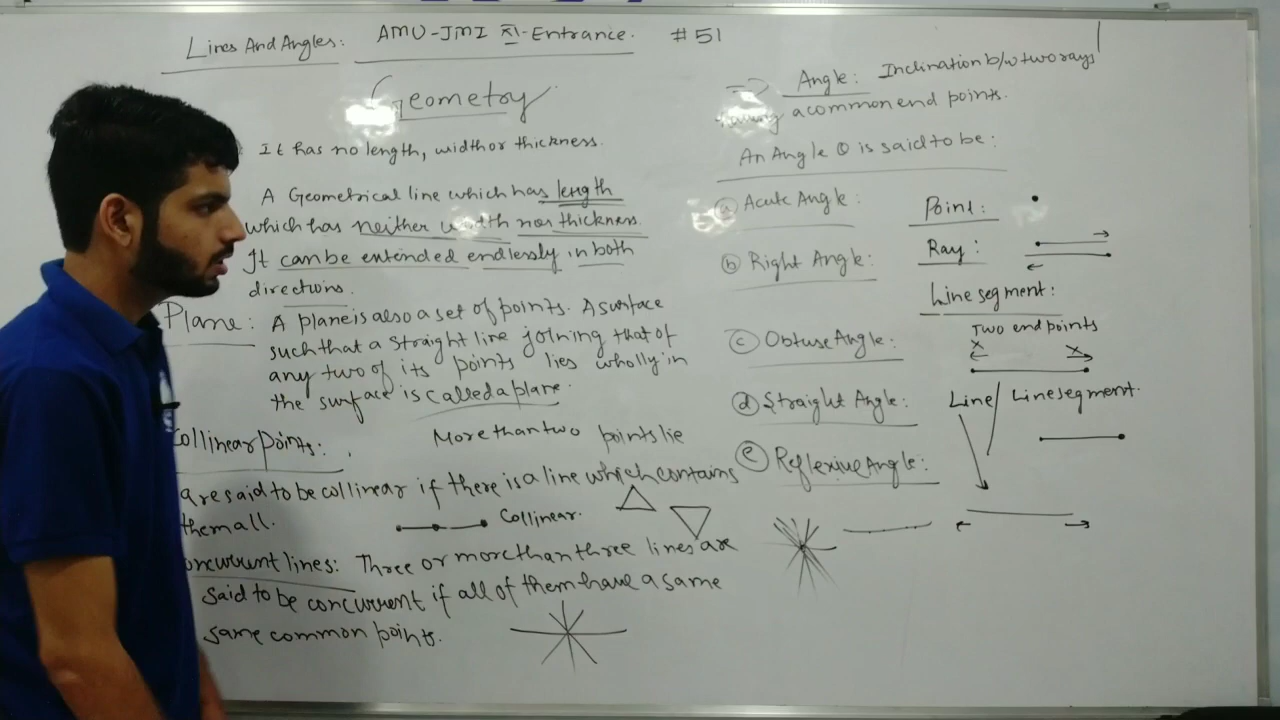 Lines And Angles: AMU-JMI XI-Entrance. #51
Geometry
It has no length, width or thickness.
A Geometrical line which has length
which has neither width nor thickness.
It can be extended endlessly in both
directions.
Plane: A plane is also a set of points. A surface
such that a straight line joining that of
any two of its points lies wholly in
the surface is called a plane.
Collinear points: More than two points lie
are said to be collinear if there is a line which contains
them all. Collinear.
Concurrent lines: Three or more than three lines are
said to be concurrent if all of them have a same
same common points.
=> Angle: Inclination b/w two rays
having a common end points.
An Angle θ is said to be:
(a) Acute Angle:
(b) Right Angle:
(c) Obtuse Angle:
(d) Straight Angle:
(e) Reflexive Angle:
Point:
Ray:
Line segment:
Two end points
x x
Line / Line segment.